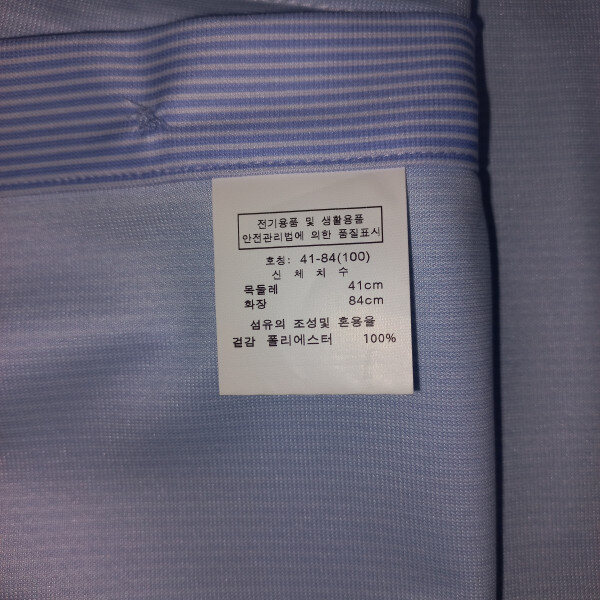 전기용품 및 생활용품
안전관리법에 의한 품질표시
호칭: 41-84(100)
신 체 치 수
목둘레 41cm
화장 84cm
섬유의 조성및 혼용율
겉감 폴리에스터 100%